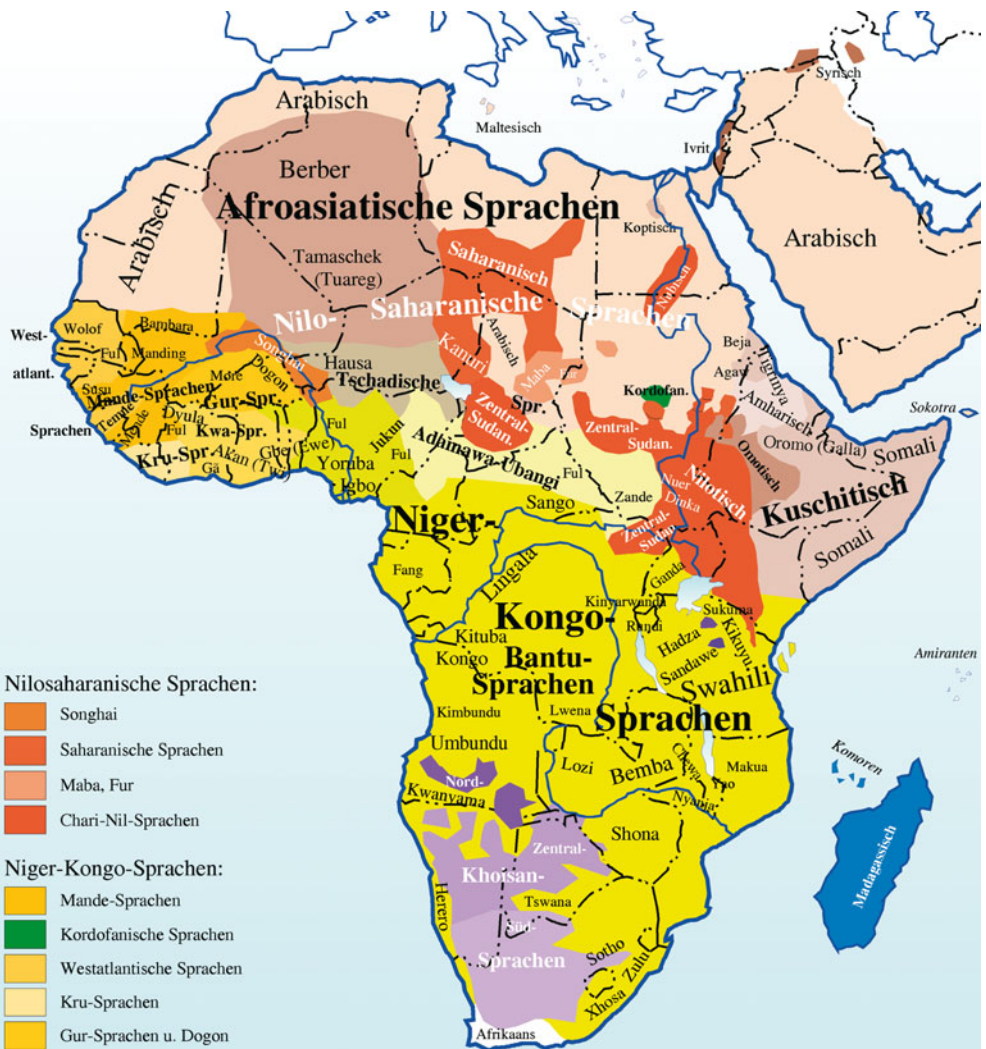 Syrisch
Arabisch
Maltesisch
Ivrit
Berber
Afroasiatische Sprachen
Arabisch
Koptisch
Arabisch
Tamaschek
(Tuareg)
Saharanisch
Nilo-
Saharanische
Sprachen
Nubisch
Wolof
Bambara
West-
atlant.
Sprachen
Ful
Manding
Songhai
Hausa
Tschadische
Spr.
Kanuri
Arabisch
Maba
Fur
Beja
Tigrinya
Agau
Kordofan.
Amharisch
Sokotra
Susu
Mande-Sprachen
More
Dogon
Gur-Spr.
Temne
Mende
Dyula
Ful
Kwa-Spr.
Ful
Zentral-
Sudan.
Zentral-
Sudan.
Oromo (Galla)
Somali
Omotisch
Kru-Spr.
Akan (Twi)
Gbe (Ewe)
Gã
Jukun
Ful
Adamawa-Ubangi
Ful
Yoruba
Igbo
Nilotisch
Nuer
Dinka
Kuschitisch
Sango
Zande
Niger-
Zentral-
Sudan
Somali
Fang
Lingala
Ganda
Kinyarwanda
Rundi
Sukuma
Kikuyu
Kongo-
Hadza
Sandawe
Kituba
Kongo
Bantu-
Sprachen
Swahili
Amiranten
Kimbundu
Lwena
Sprachen
Umbundu
Lozi
Bemba
Chewa
Makua
Yao
Komoren
Nord-
Kwanyama
Nyanja
Shona
Zentral-
Khoisan-
Madagassisch
Herero
Tswana
Süd-
Sprachen
Sotho
Zulu
Xhosa
Afrikaans
Nilosaharanische Sprachen:
Songhai
Saharanische Sprachen
Maba, Fur
Chari-Nil-Sprachen
Niger-Kongo-Sprachen:
Mande-Sprachen
Kordofanische Sprachen
Westatlantische Sprachen
Kru-Sprachen
Gur-Sprachen u. Dogon